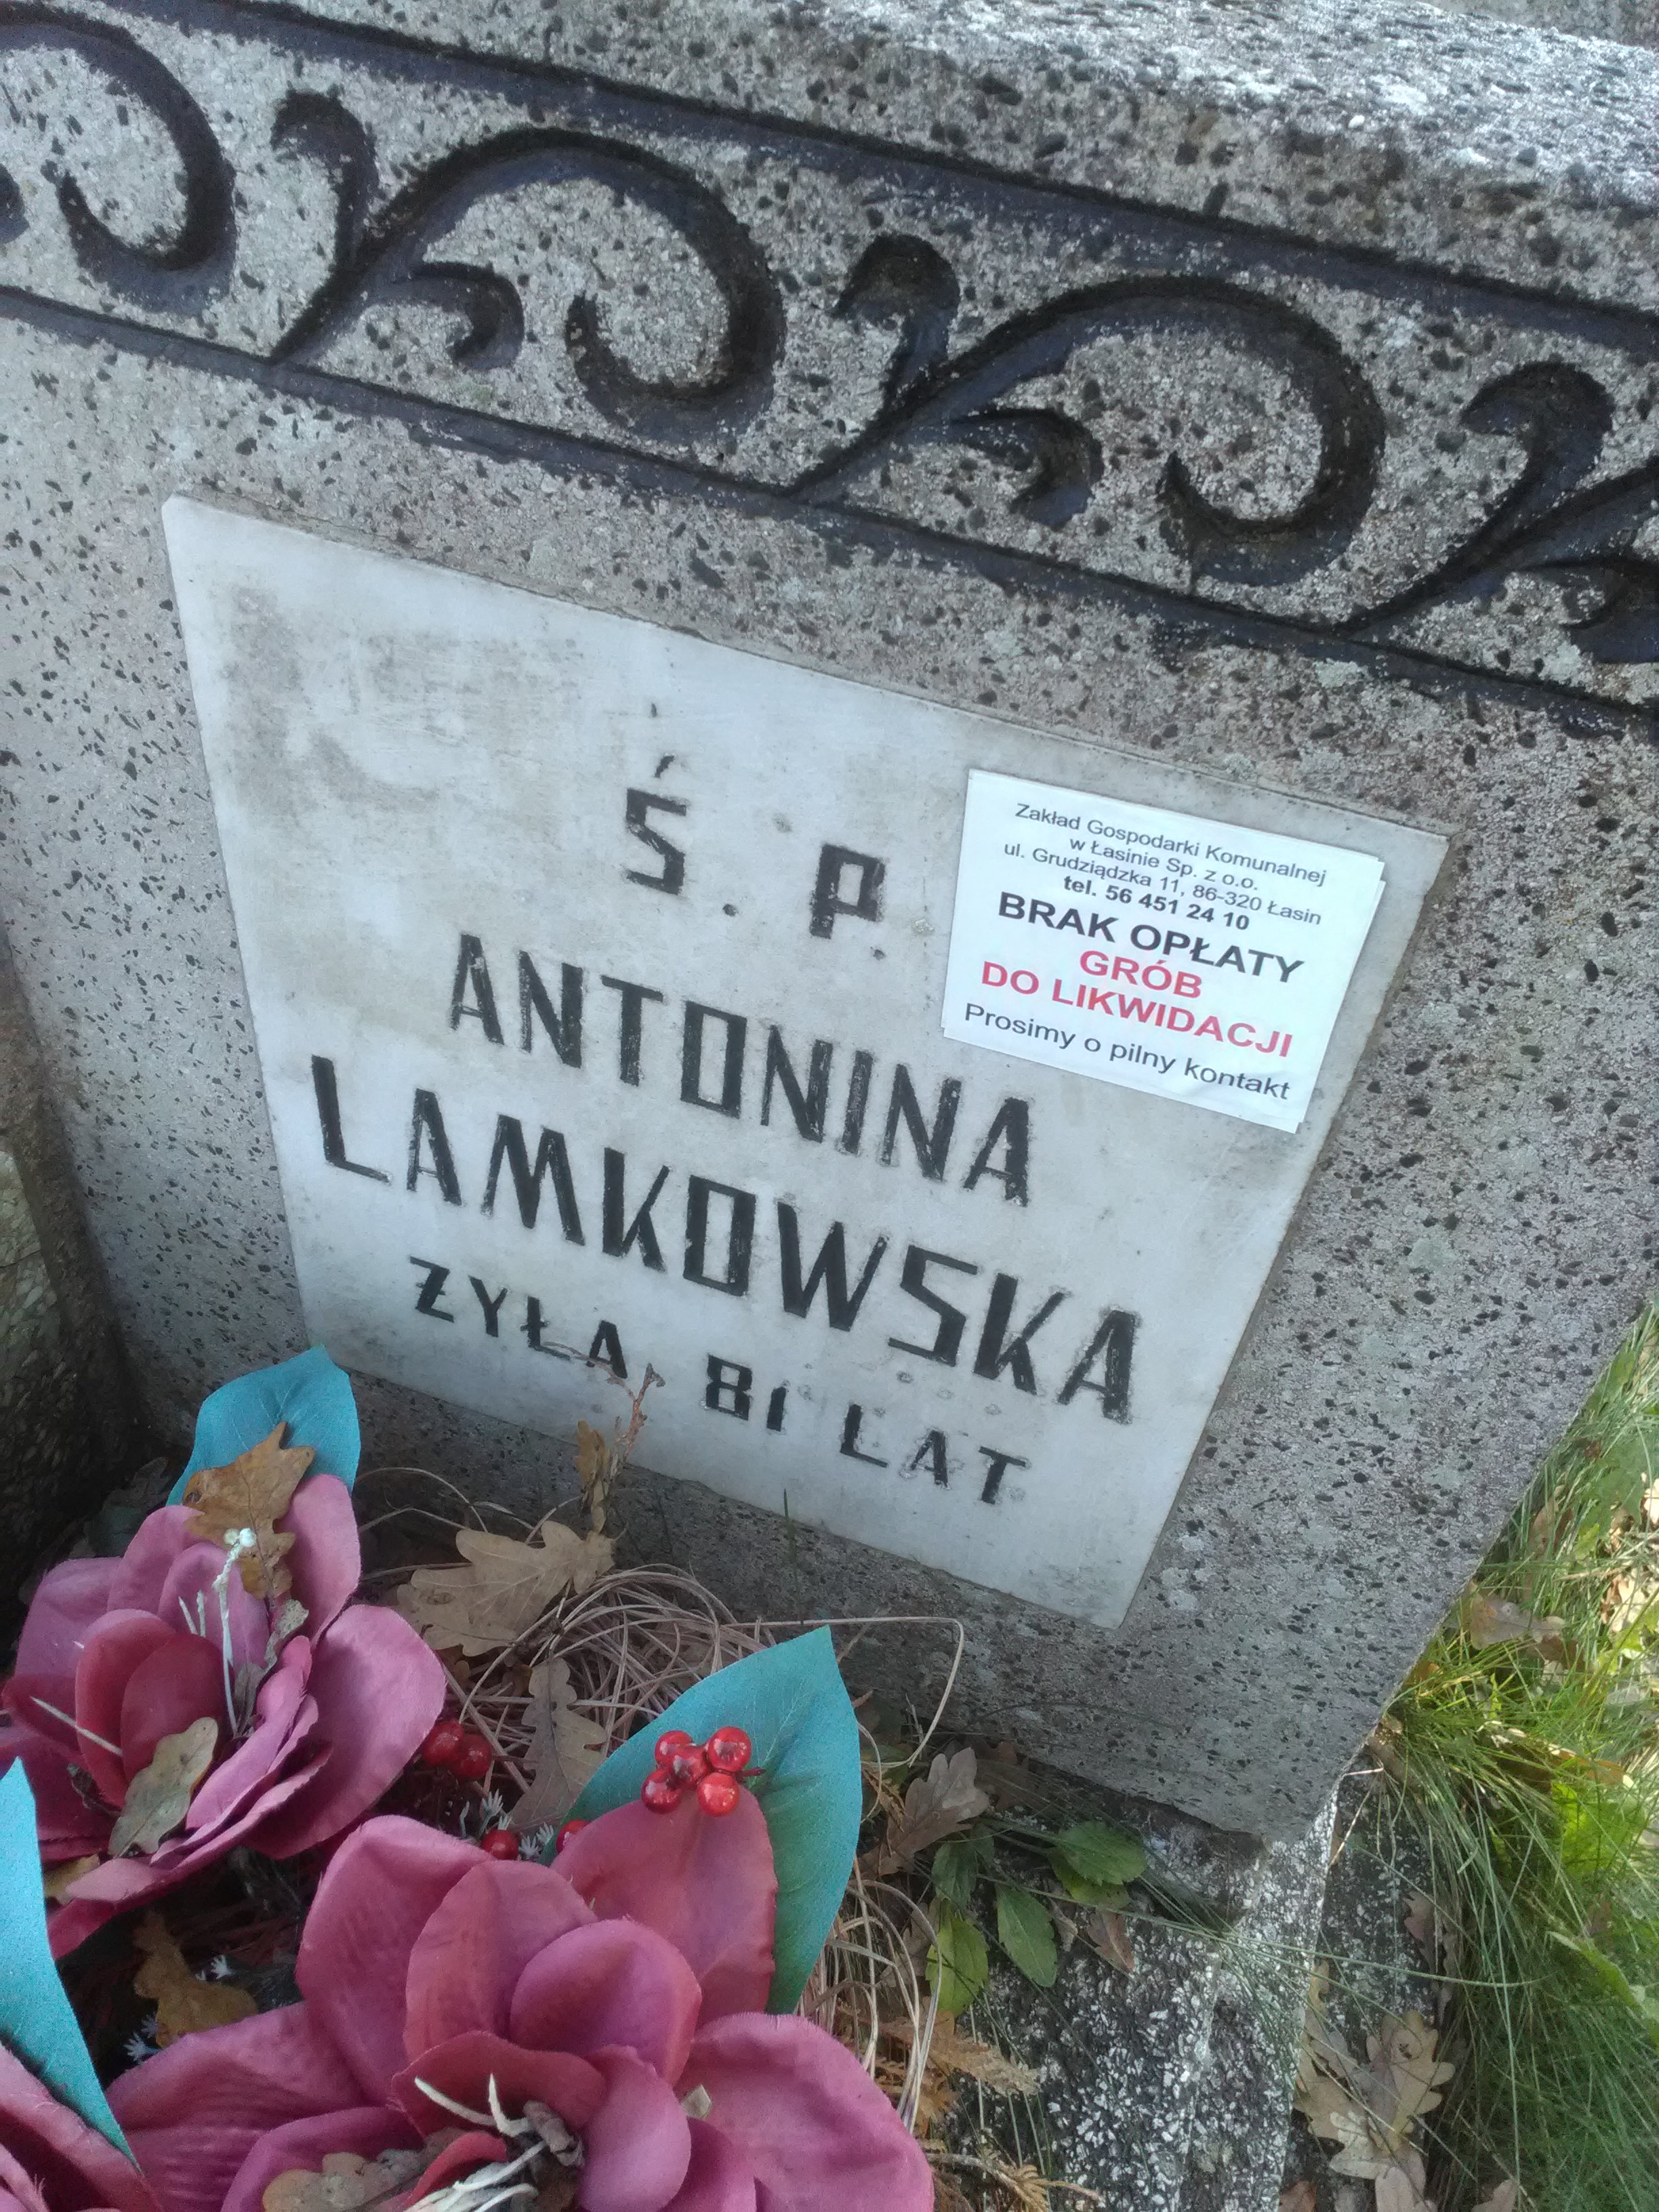 Ś. P.
ANTONINA
LAMKOWSKA
ŻYŁA 81 LAT
Zakład Gospodarki Komunalnej
w Łasinie Sp. z o.o.
ul. Grudziądzka 11, 86-320 Łasin
tel. 56 451 24 10
BRAK OPŁATY
GRÓB
DO LIKWIDACJI
Prosimy o pilny kontakt